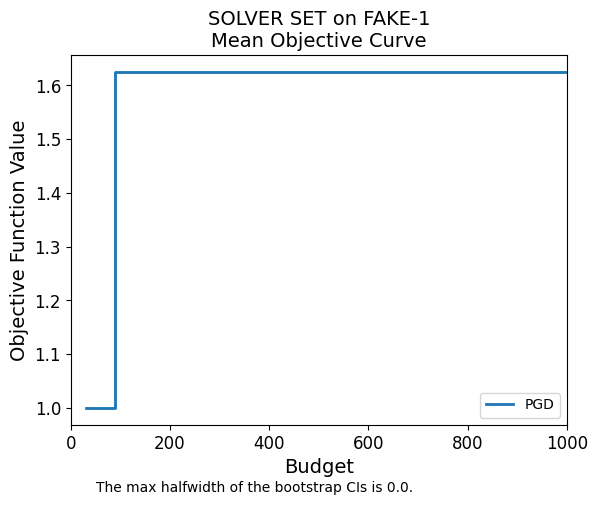 SOLVER SET on FAKE-1
Mean Objective Curve
Objective Function Value
1.6
1.5
1.4
1.3
1.2
1.1
1.0
PGD
0 200 400 600 800 1000
Budget
The max halfwidth of the bootstrap CIs is 0.0.